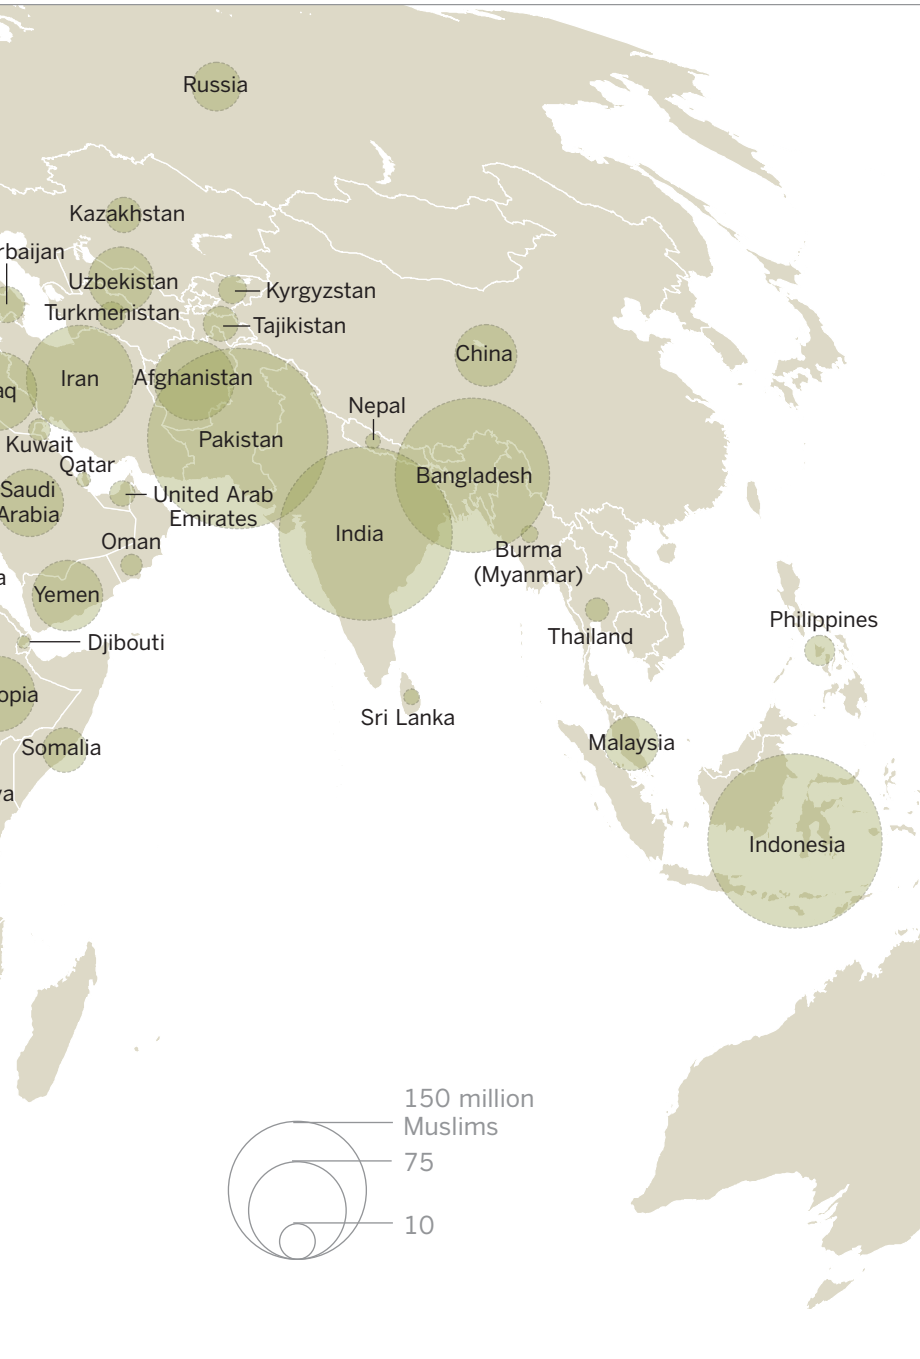 Russia
Kazakhstan
rbaijan
Uzbekistan
Kyrgyzstan
Turkmenistan
Tajikistan
China
Iran
Afghanistan
aq
Nepal
Pakistan
Kuwait
Qatar
Bangladesh
Saudi
Arabia
United Arab
Emirates
India
Oman
Burma
(Myanmar)
a
Yemen
Thailand
Philippines
Djibouti
opia
Sri Lanka
Somalia
Malaysia
ya
Indonesia
150 million
Muslims
75
10